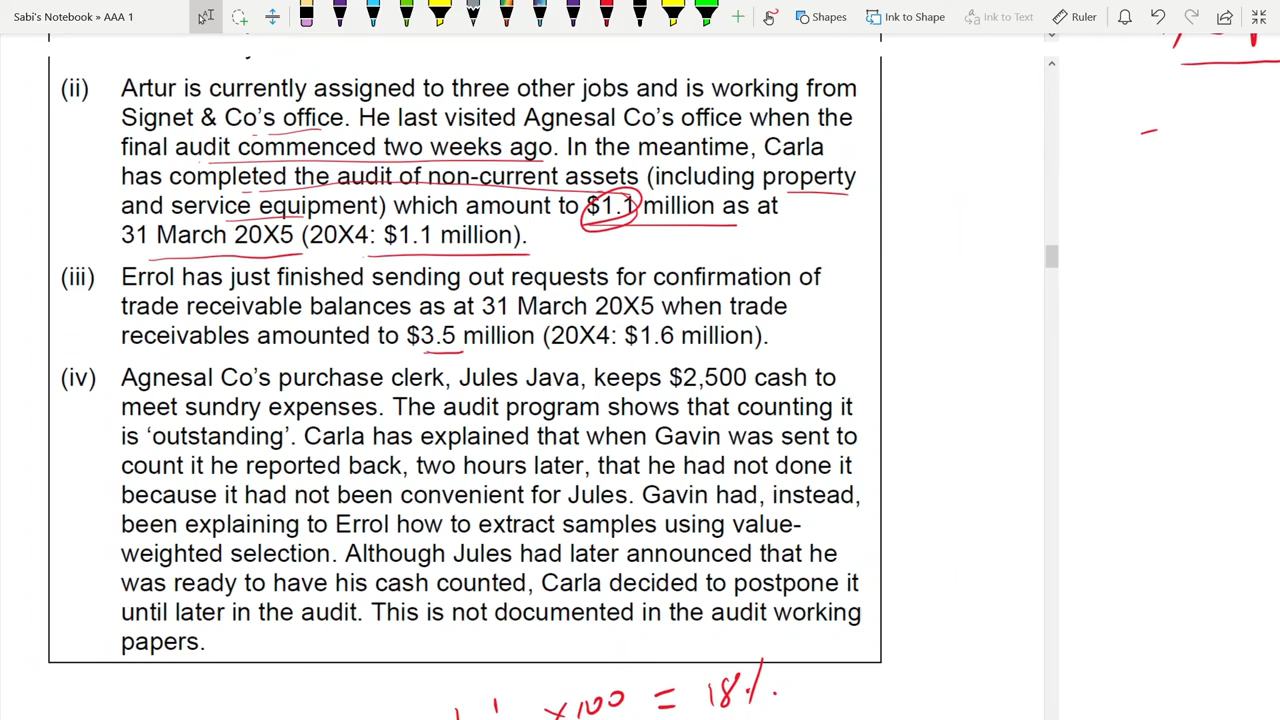 Sabi's Notebook » AAA 1
Shapes
Ink to Shape
Ink to Text
Ruler
(ii) Artur is currently assigned to three other jobs and is working from
Signet & Co's office. He last visited Agnesal Co's office when the
final audit commenced two weeks ago. In the meantime, Carla
has completed the audit of non-current assets (including property
and service equipment) which amount to $1.1 million as at
31 March 20X5 (20X4: $1.1 million).
(iii) Errol has just finished sending out requests for confirmation of
trade receivable balances as at 31 March 20X5 when trade
receivables amounted to $3.5 million (20X4: $1.6 million).
(iv) Agnesal Co's purchase clerk, Jules Java, keeps $2,500 cash to
meet sundry expenses. The audit program shows that counting it
is 'outstanding'. Carla has explained that when Gavin was sent to
count it he reported back, two hours later, that he had not done it
because it had not been convenient for Jules. Gavin had, instead,
been explaining to Errol how to extract samples using value-
weighted selection. Although Jules had later announced that he
was ready to have his cash counted, Carla decided to postpone it
until later in the audit. This is not documented in the audit working
papers.
×100 = 18%.